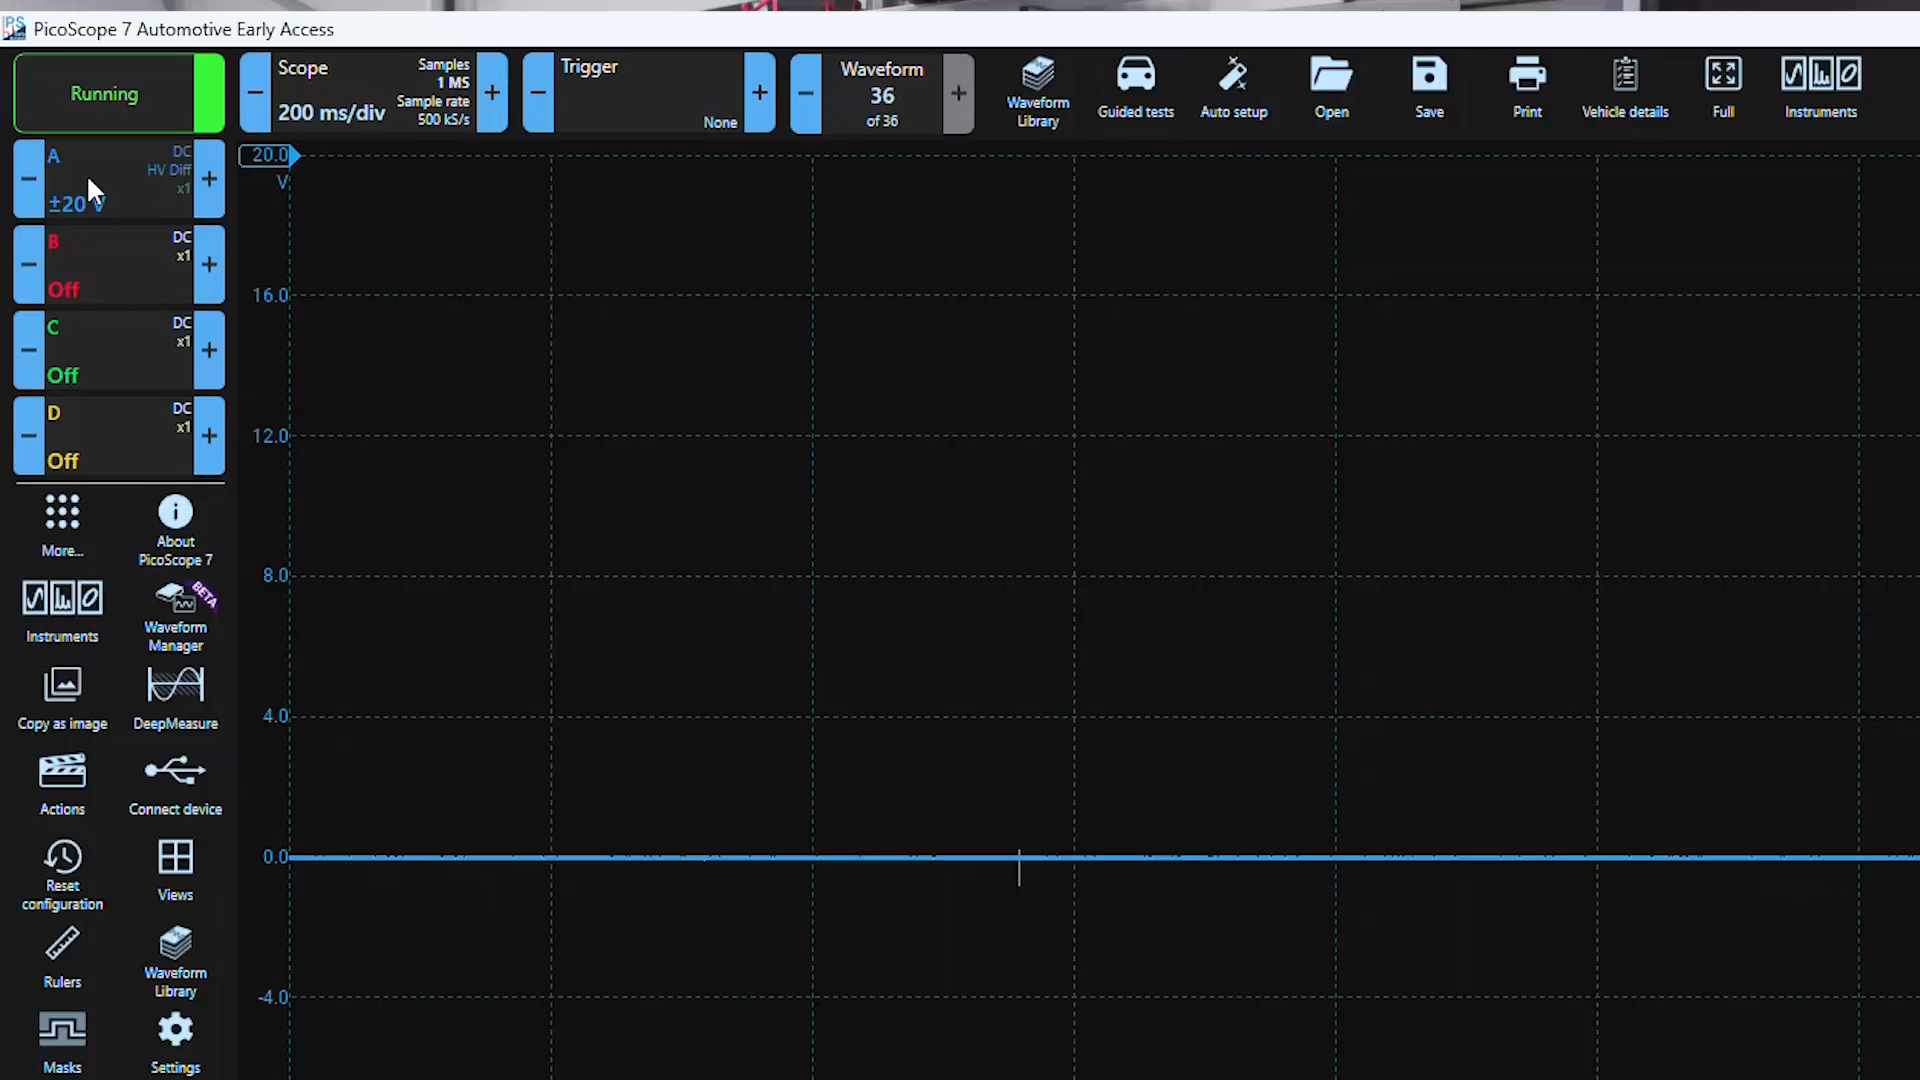 PicoScope 7 Automotive Early Access
Running
Scope
200 ms/div
Samples
1 MS
Sample rate
500 kS/s
Trigger
None
Waveform
36
of 36
Waveform
Library
Guided tests
Auto setup
Open
Save
Print
Vehicle details
Full
Instruments
A
DC
HV Diff
x1
±20 V
B
DC
x1
Off
C
DC
x1
Off
D
DC
x1
Off
More...
About
PicoScope 7
Instruments
BETA
Waveform
Manager
Copy as image
DeepMeasure
Actions
Connect device
Reset
configuration
Views
Rulers
Waveform
Library
Masks
Settings
20.0
V
16.0
12.0
8.0
4.0
0.0
-4.0